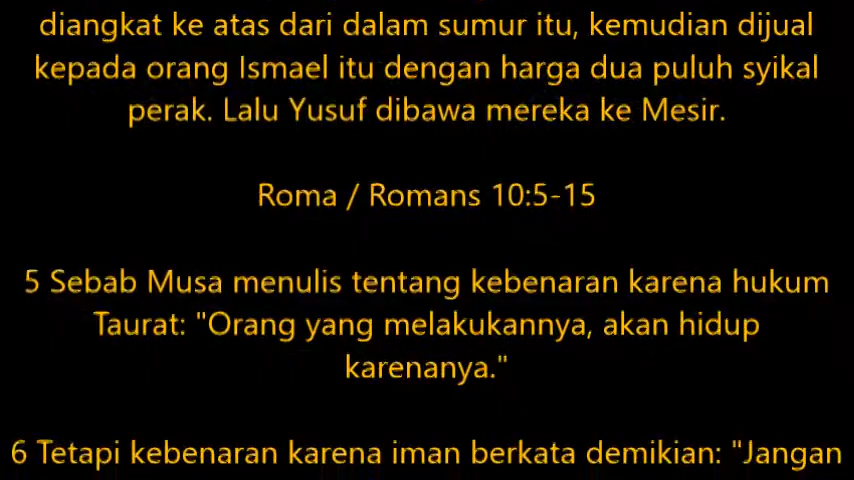 diangkat ke atas dari dalam sumur itu, kemudian dijual
kepada orang Ismael itu dengan harga dua puluh syikal
perak. Lalu Yusuf dibawa mereka ke Mesir.
Roma / Romans 10:5-15
5 Sebab Musa menulis tentang kebenaran karena hukum
Taurat: "Orang yang melakukannya, akan hidup
karenanya."
6 Tetapi kebenaran karena iman berkata demikian: "Jangan